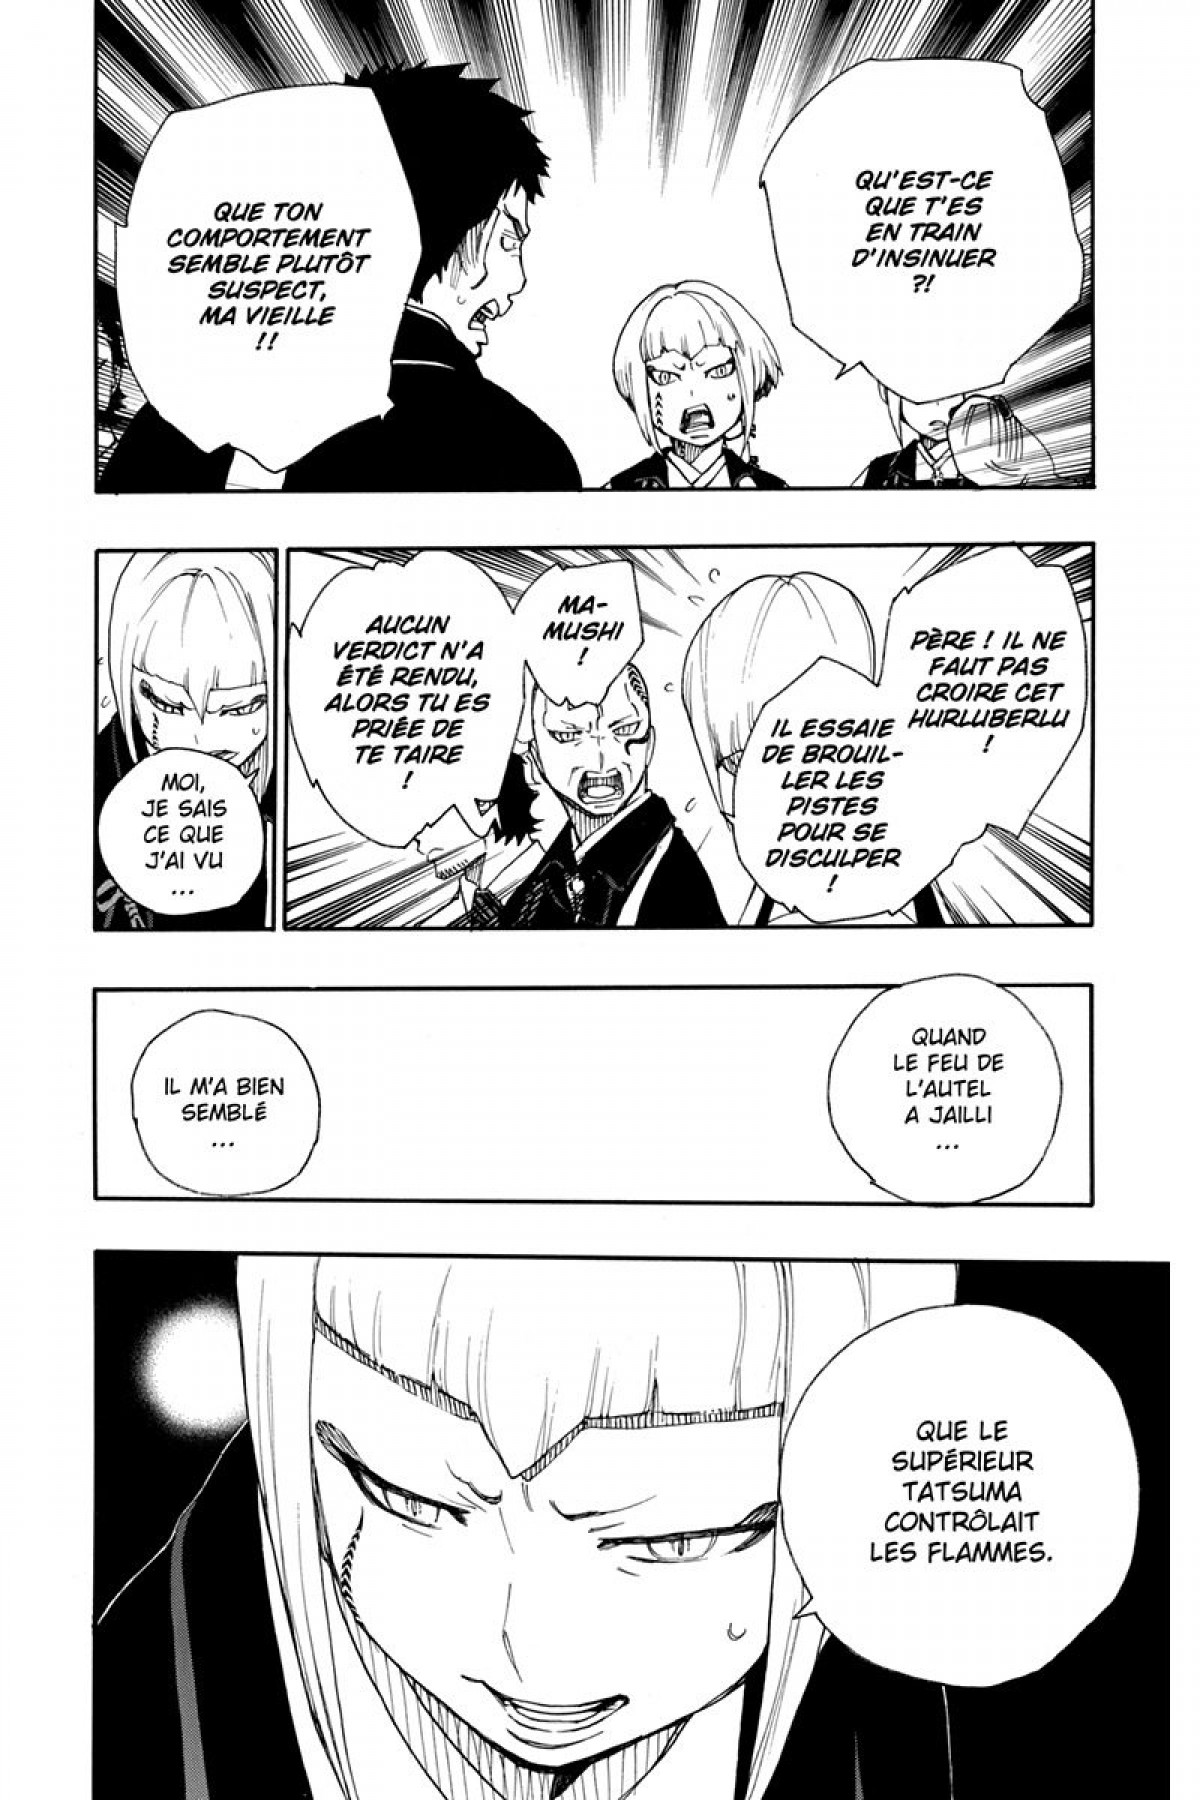 QU'EST-CE
QUE T'ES
EN TRAIN
D'INSINUER
?!
QUE TON
COMPORTEMENT
SEMBLE PLUTÔT
SUSPECT,
MA VIEILLE
!!
PÈRE ! IL NE
FAUT PAS
CROIRE CET
HURLUBERLU
!
IL ESSAIE
DE BROUIL-
LER LES
PISTES
POUR SE
DISCULPER
!
MA-
MUSHI
!
AUCUN
VERDICT N'A
ÉTÉ RENDU,
ALORS TU ES
PRIÉE DE
TE TAIRE
!
MOI,
JE SAIS
CE QUE
J'AI VU
...
QUAND
LE FEU DE
L'AUTEL
A JAILLI
...
IL M'A BIEN
SEMBLÉ
...
QUE LE
SUPÉRIEUR
TATSUMA
CONTRÔLAIT
LES FLAMMES.